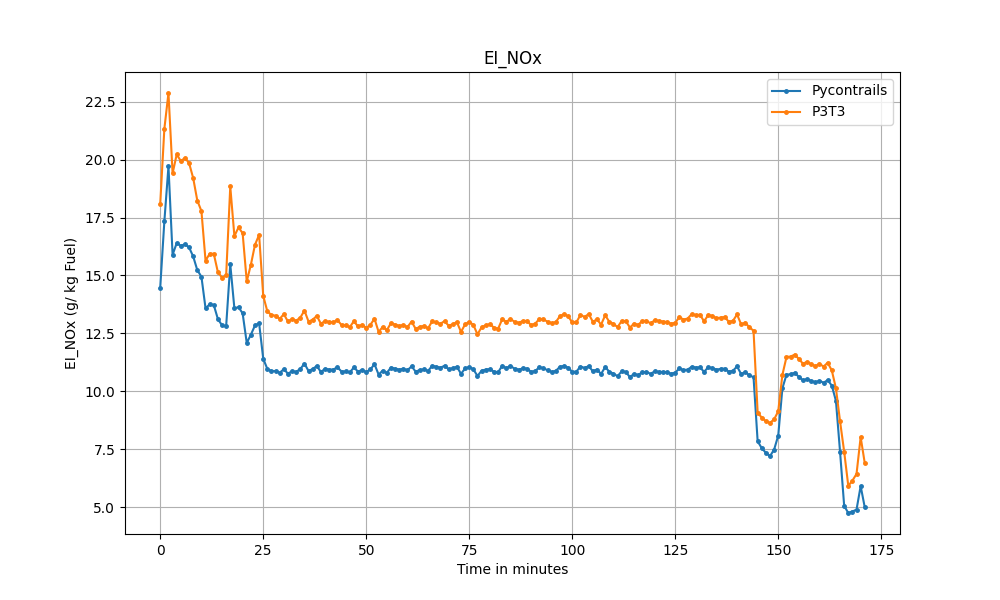 EI_NOx
Pycontrails
P3T3
EI_NOx (g/ kg Fuel)
22.5
20.0
17.5
15.0
12.5
10.0
7.5
5.0
0 25 50 75 100 125 150 175
Time in minutes